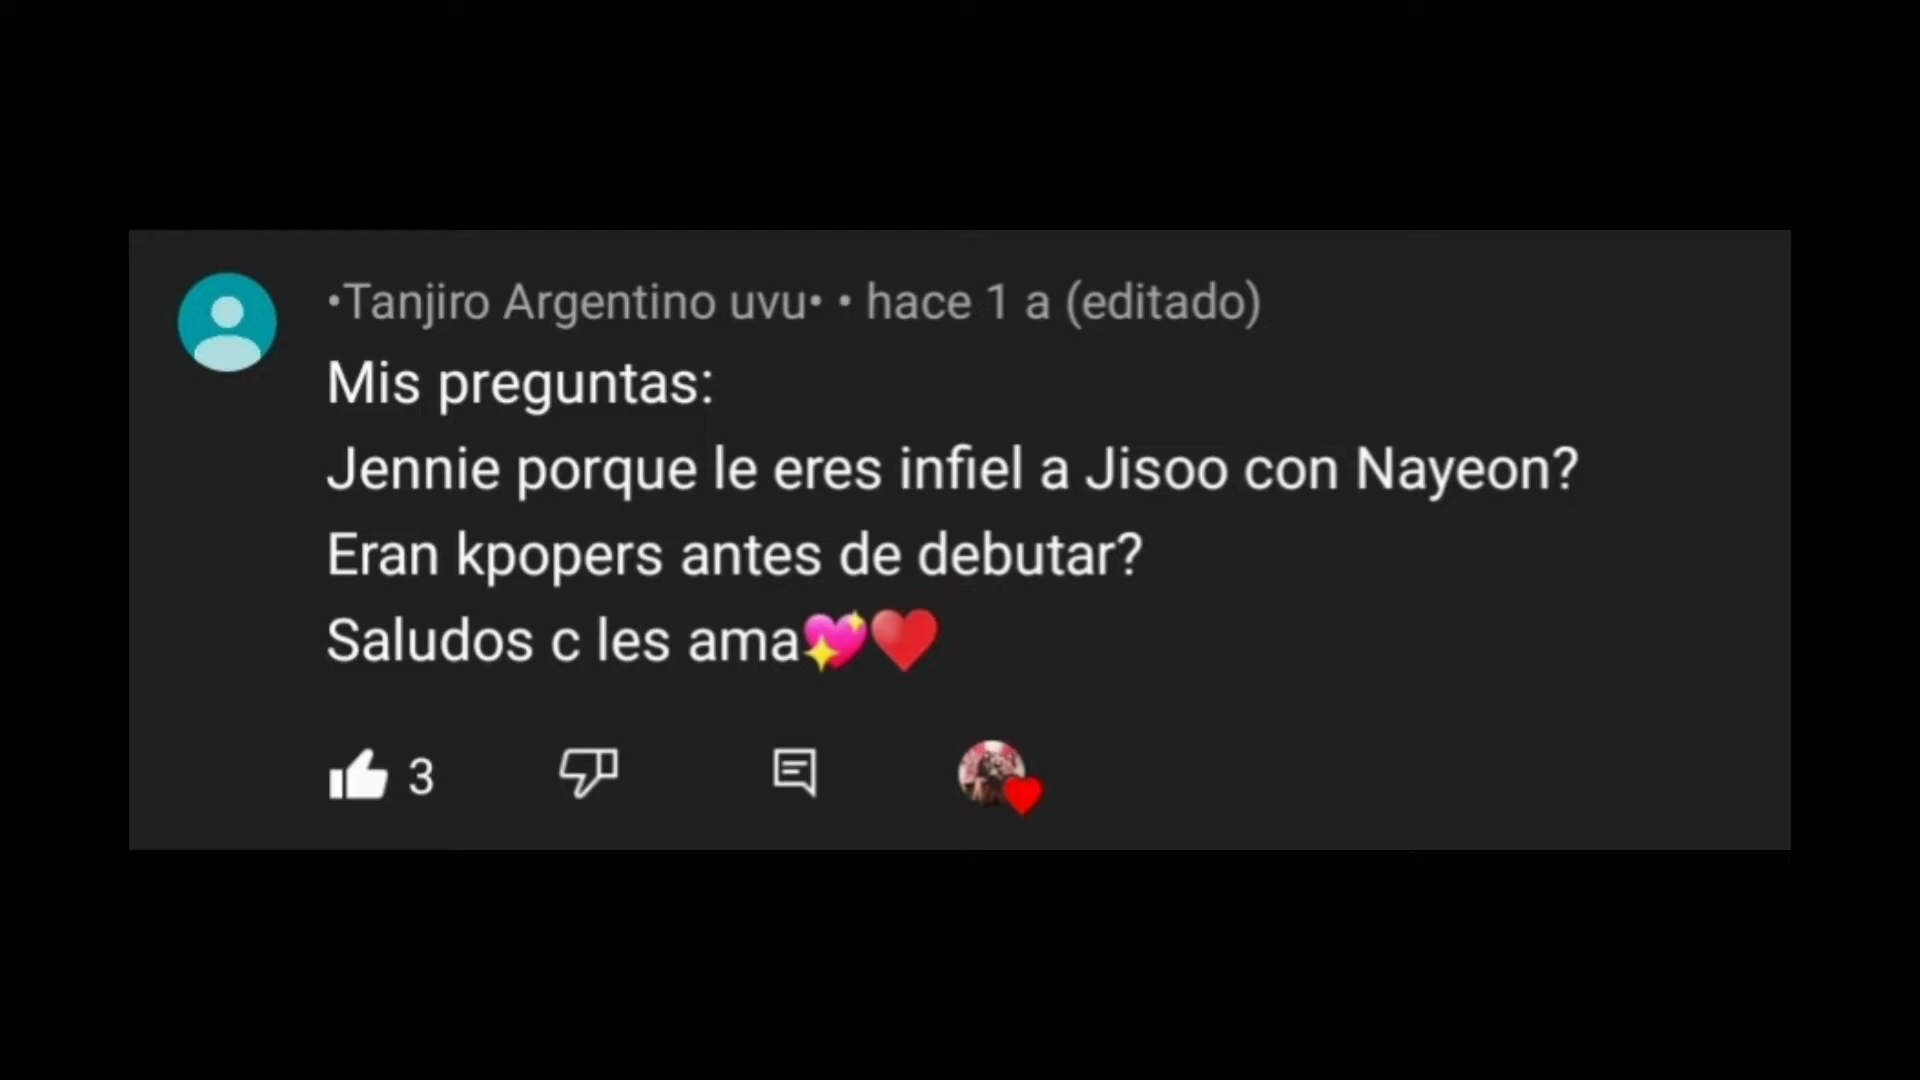 •Tanjiro Argentino uvu• • hace 1 a (editado)
Mis preguntas:
Jennie porque le eres infiel a Jisoo con Nayeon?
Eran kpopers antes de debutar?
Saludos c les ama💖♥️
3